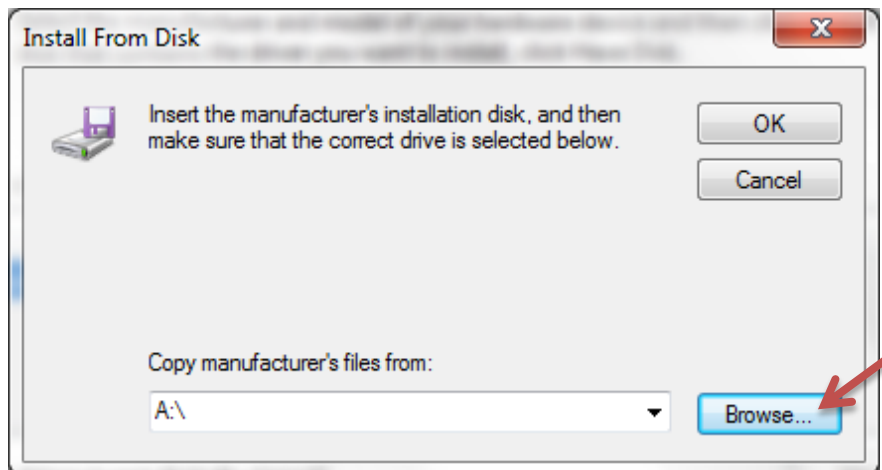 Install From Disk
Insert the manufacturer's installation disk, and then
make sure that the correct drive is selected below.
OK
Cancel
Copy manufacturer's files from:
A:\
Browse...